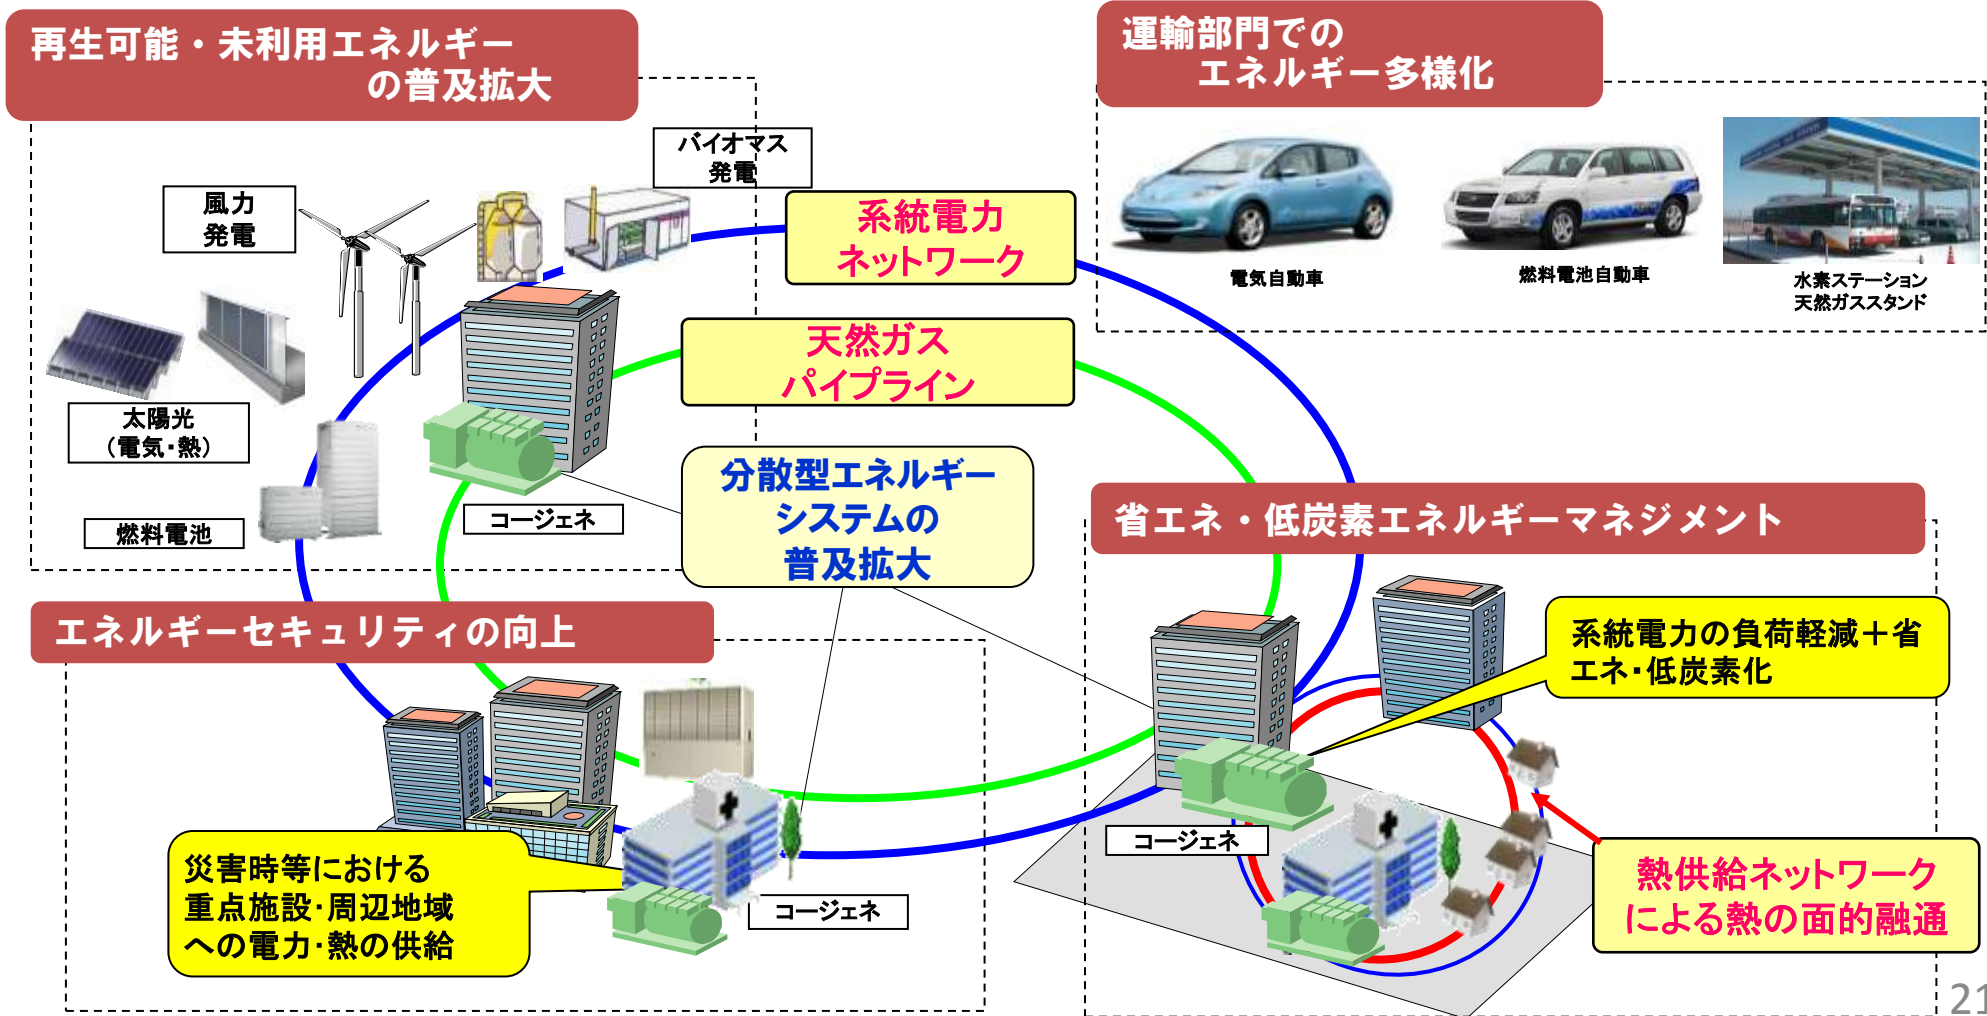 再生可能・未利用エネルギー
の普及拡大
運輸部門での
エネルギー多様化
バイオマス
発電
風力
発電
系統電力
ネットワーク
電気自動車
燃料電池自動車
水素ステーション
天然ガススタンド
天然ガス
パイプライン
太陽光
（電気・熱）
燃料電池
コージェネ
分散型エネルギー
システムの
普及拡大
省エネ・低炭素エネルギーマネジメント
エネルギーセキュリティの向上
系統電力の負荷軽減＋省
エネ・低炭素化
コージェネ
災害時等における
重点施設・周辺地域
への電力・熱の供給
コージェネ
熱供給ネットワーク
による熱の面的融通
21